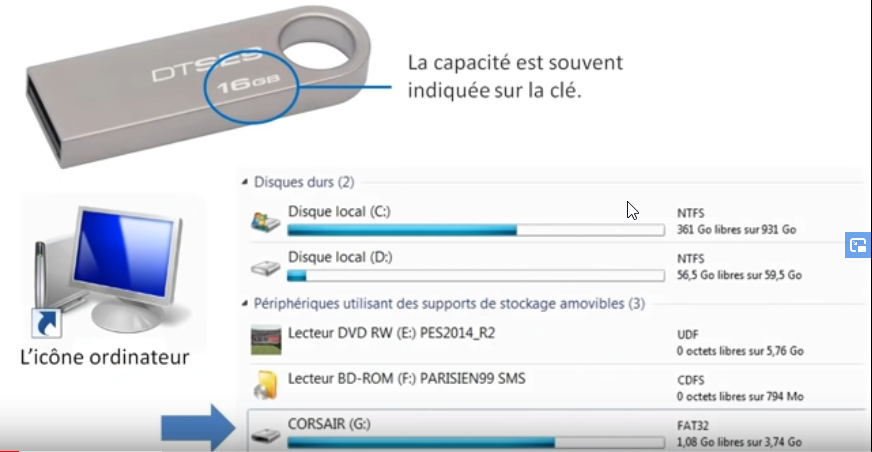 DTSE9
16GB
La capacité est souvent
indiquée sur la clé.
Disques durs (2)
Disque local (C:)
NTFS
361 Go libres sur 931 Go
Disque local (D:)
NTFS
56,5 Go libres sur 59,5 Go
Périphériques utilisant des supports de stockage amovibles (3)
Lecteur DVD RW (E:) PES2014_R2
UDF
0 octets libres sur 5,76 Go
Lecteur BD-ROM (F:) PARISIEN99 SMS
CDFS
0 octets libres sur 794 Mo
CORSAIR (G:)
FAT32
1,08 Go libres sur 3,74 Go
L'icône ordinateur